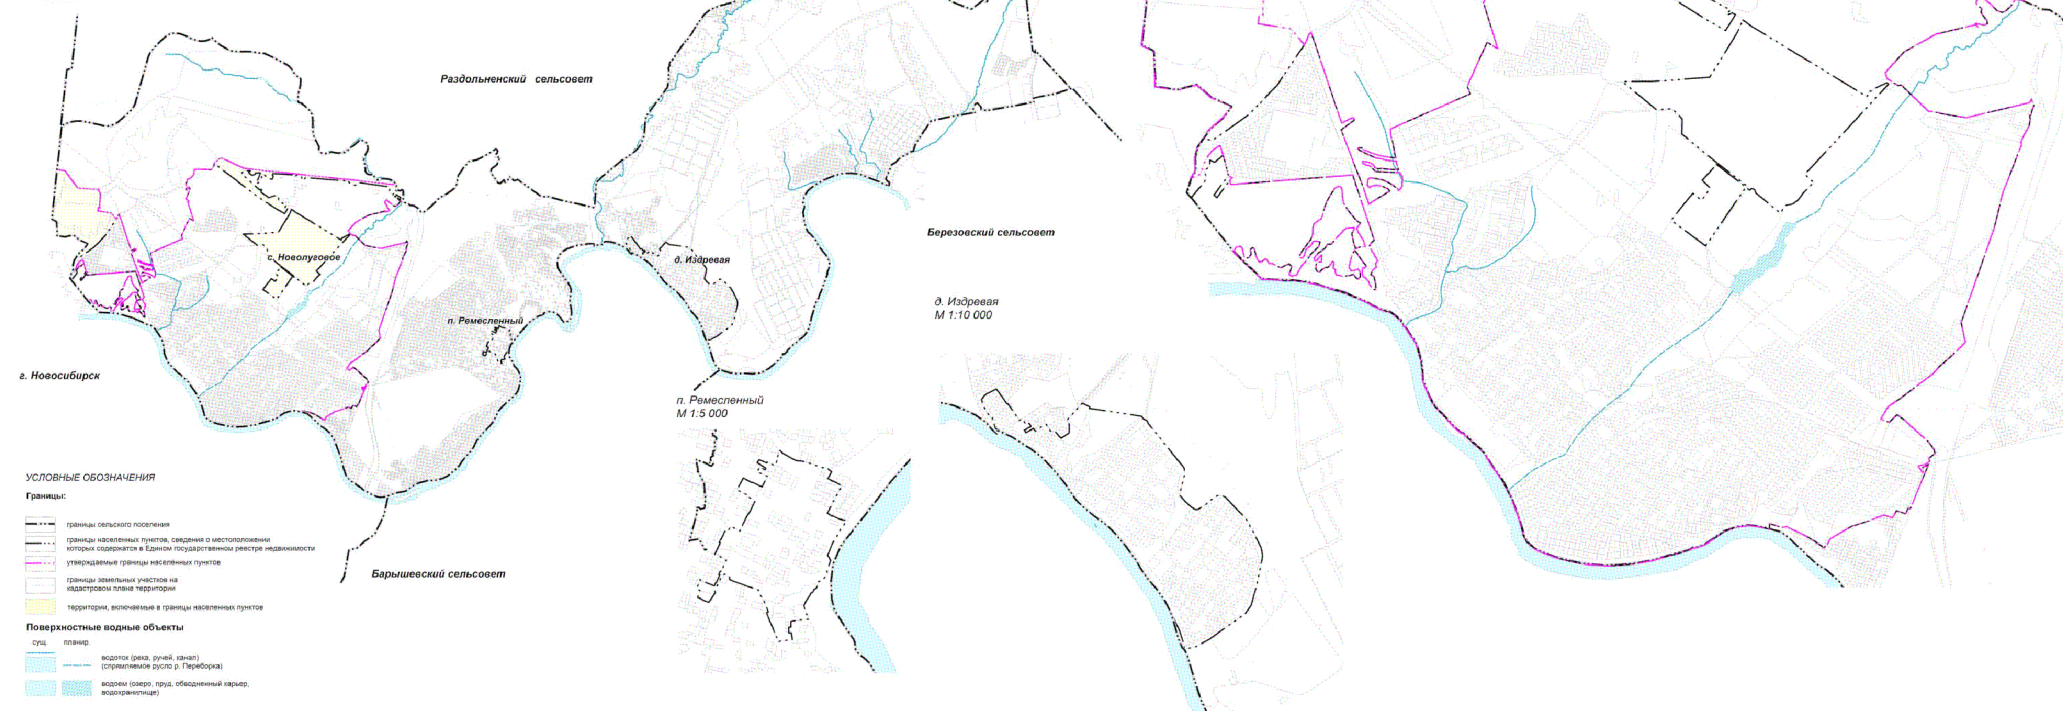 Раздольненский сельсовет
Березовский сельсовет
с. Новолуговое
д. Издревая
п. Ремесленный
г. Новосибирск
Барышевский сельсовет
д. Издревая
М 1:10 000
п. Ремесленный
М 1:5 000
УСЛОВНЫЕ ОБОЗНАЧЕНИЯ
Границы:
границы сельского поселения
границы населенных пунктов, сведения о местоположении
которых содержатся в Едином государственном реестре недвижимости
утверждаемые границы населенных пунктов
границы земельных участков на
кадастровом плане территории
территории, включаемые в границы населенных пунктов
Поверхностные водные объекты
сущ. планир.
водоток (река, ручей, канал)
(спрямляемое русло р. Переборка)
водоем (озеро, пруд, обводненный карьер,
водохранилище)